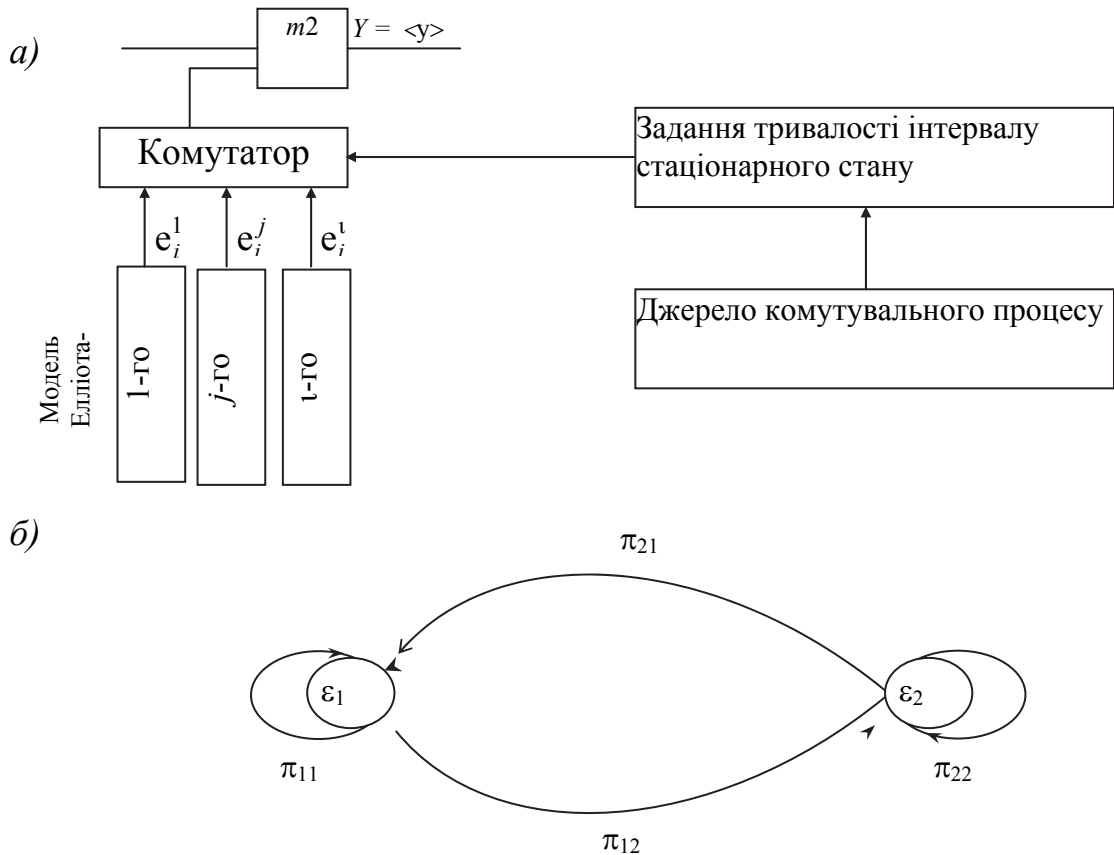 а)
m2
Y = <y>
Комутатор
Задання тривалості інтервалу
стаціонарного стану
e_i^1
e_i^j
e_i^ι
Джерело комутувального процесу
Модель
Елліота-
1-го
j-го
ι-го
б)
π21
ε1
ε2
π11
π22
π12